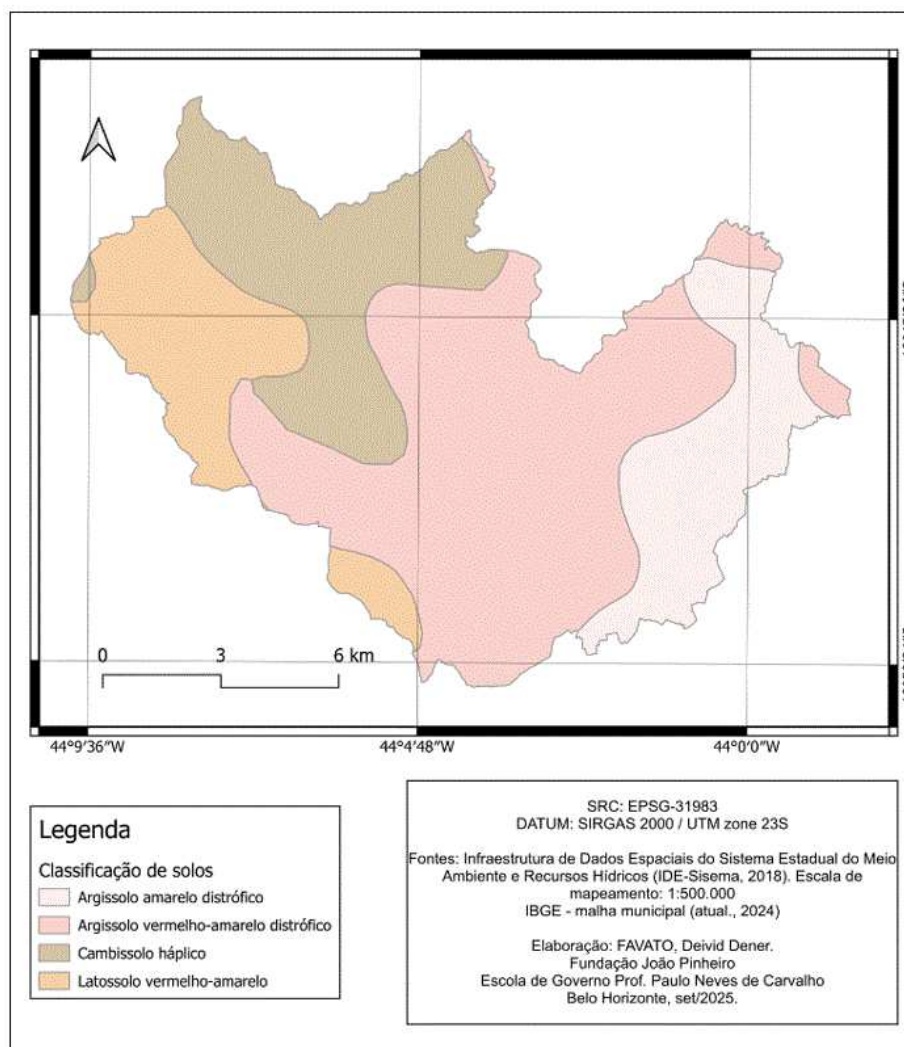 0
3
6 km
44°9'36"W
44°4'48"W
44°0'0"W
Legenda
Classificação de solos
Argissolo amarelo distrófico
Argissolo vermelho-amarelo distrófico
Cambissolo háplico
Latossolo vermelho-amarelo
SRC: EPSG-31983
DATUM: SIRGAS 2000 / UTM zone 23S
Fontes: Infraestrutura de Dados Espaciais do Sistema Estadual do Meio
Ambiente e Recursos Hídricos (IDE-Sisema, 2018). Escala de
mapeamento: 1:500.000
IBGE - malha municipal (atual., 2024)
Elaboração: FAVATO, Deivid Dener.
Fundação João Pinheiro
Escola de Governo Prof. Paulo Neves de Carvalho
Belo Horizonte, set/2025.